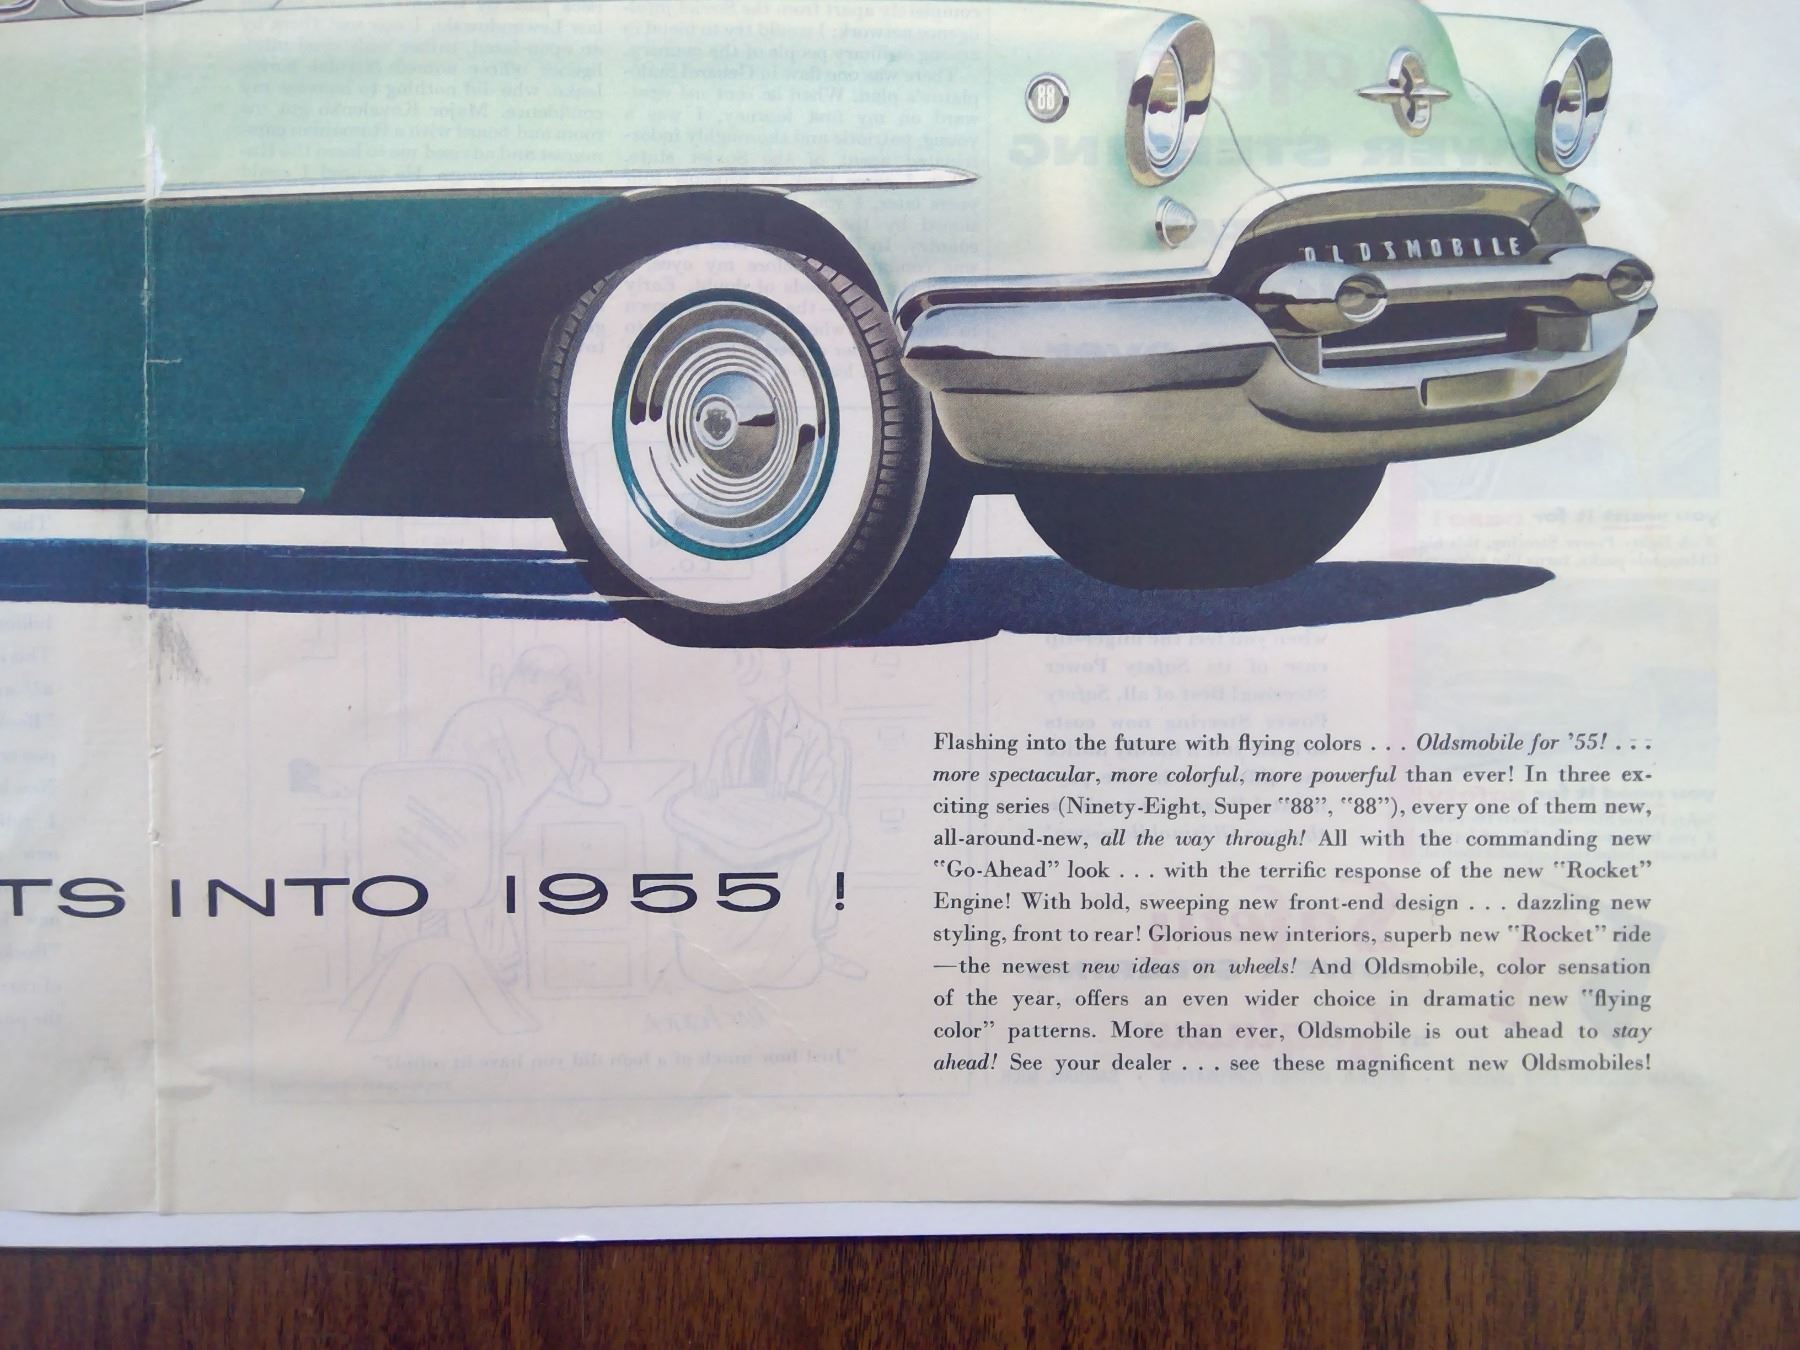 88
OLDSMOBILE
TS INTO 1955 !
Flashing into the future with flying colors . . . Oldsmobile for '55! . . .
more spectacular, more colorful, more powerful than ever! In three ex-
citing series (Ninety-Eight, Super "88", "88"), every one of them new,
all-around-new, all the way through! All with the commanding new
"Go-Ahead" look . . . with the terrific response of the new "Rocket"
Engine! With bold, sweeping new front-end design . . . dazzling new
styling, front to rear! Glorious new interiors, superb new "Rocket" ride
—the newest new ideas on wheels! And Oldsmobile, color sensation
of the year, offers an even wider choice in dramatic new "flying
color" patterns. More than ever, Oldsmobile is out ahead to stay
ahead! See your dealer . . . see these magnificent new Oldsmobiles!